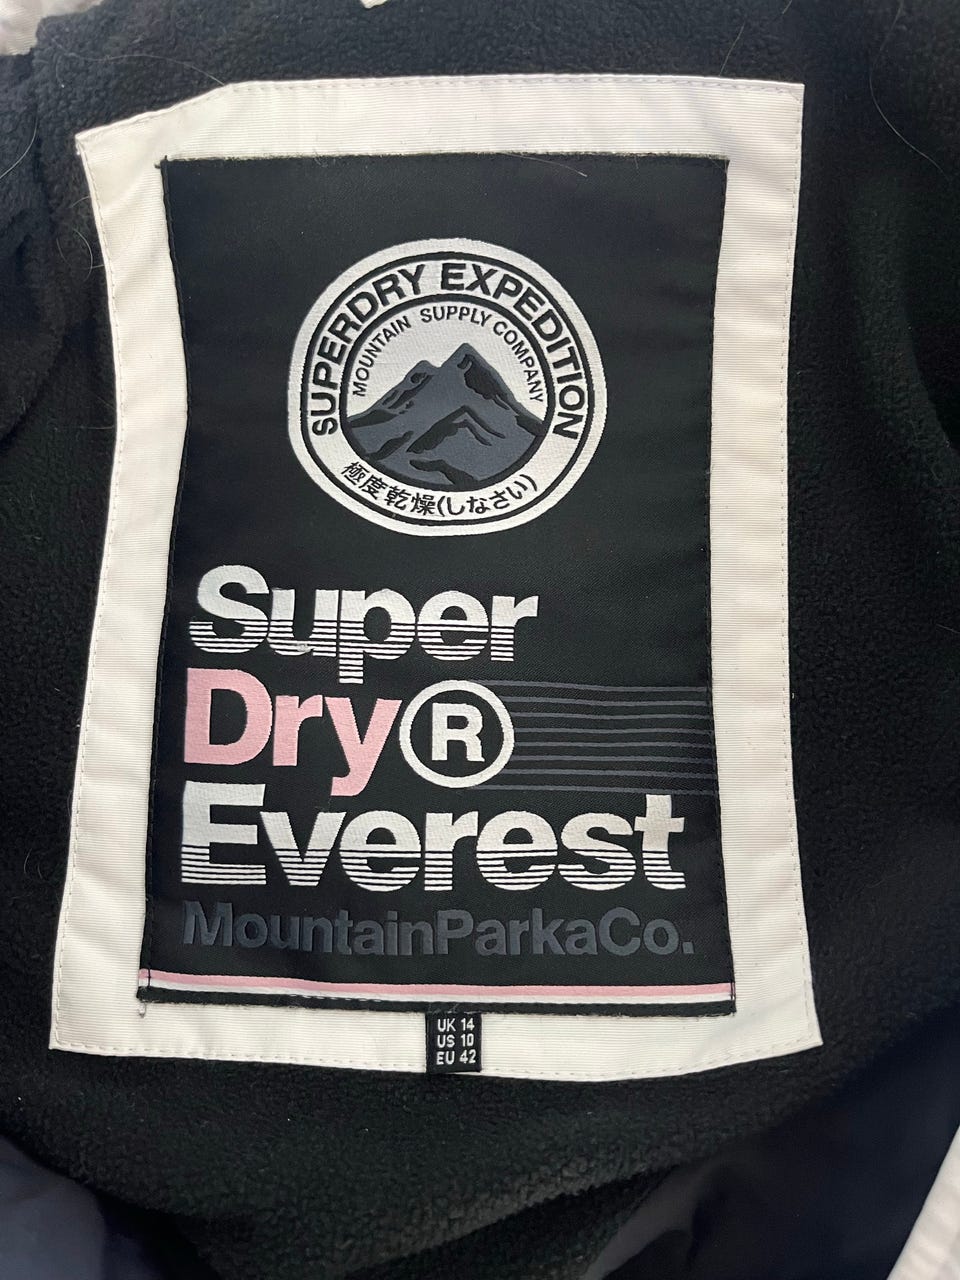 SUPERDRY EXPEDITION
MOUNTAIN SUPPLY COMPANY
極度乾燥(しなさい)
Super
Dry®
Everest
MountainParkaCo.
UK 14
US 10
EU 42